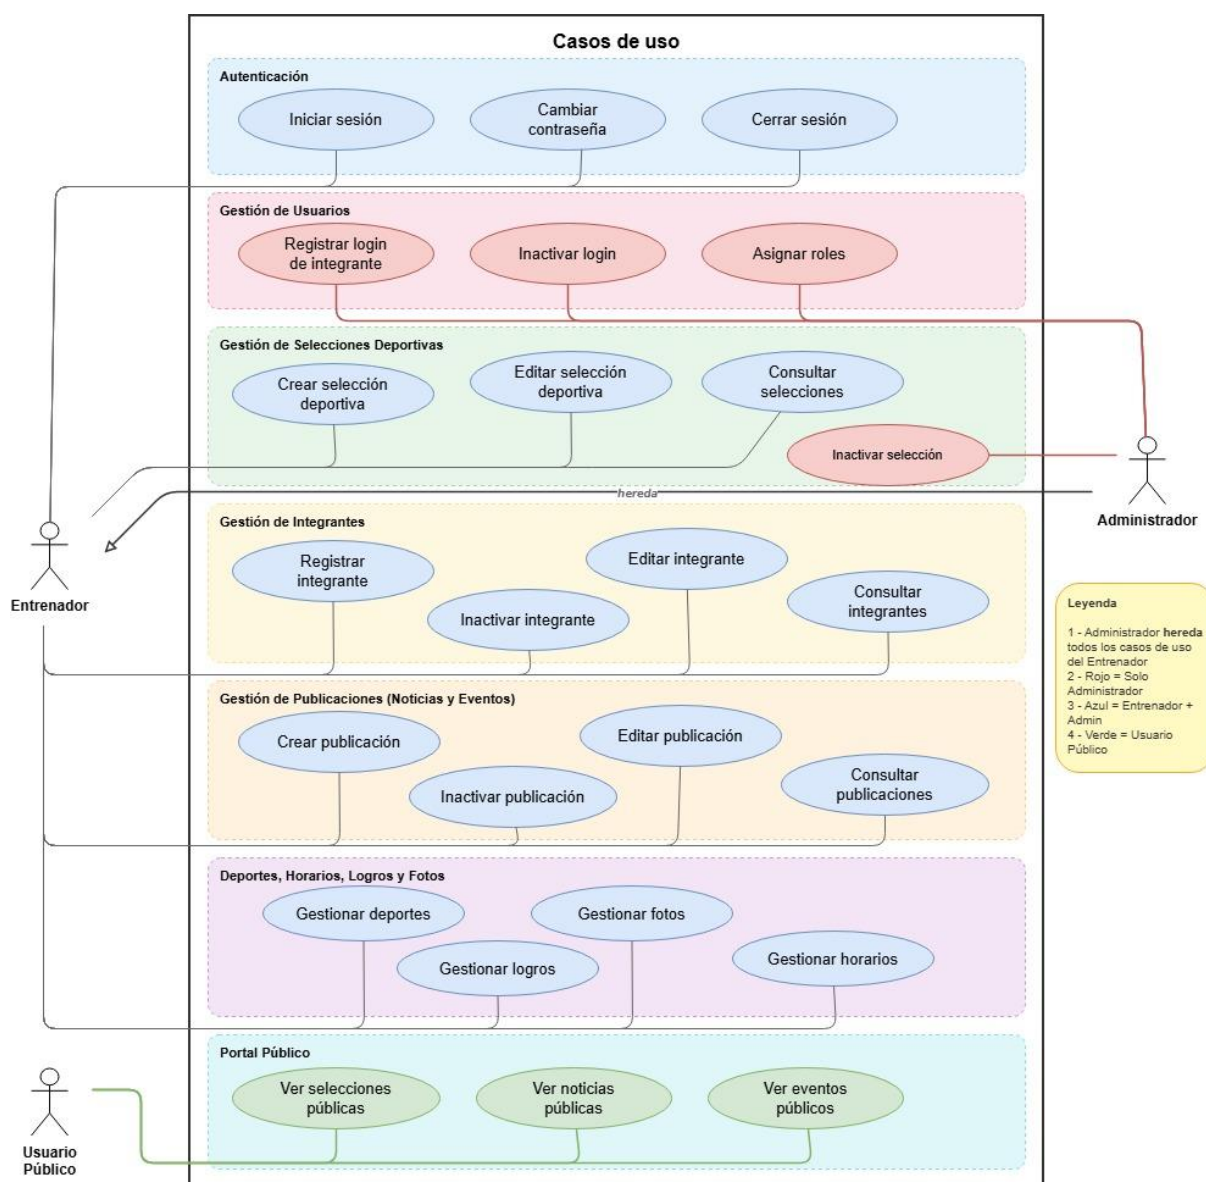 Casos de uso
Autenticación
Iniciar sesión
Cambiar
contraseña
Cerrar sesión
Gestión de Usuarios
Registrar login
de integrante
Inactivar login
Asignar roles
Gestión de Selecciones Deportivas
Crear selección
deportiva
Editar selección
deportiva
Consultar
selecciones
Inactivar selección
hereda
Administrador
Entrenador
Gestión de Integrantes
Registrar
integrante
Inactivar integrante
Editar integrante
Consultar
integrantes
Leyenda
1 - Administrador hereda
todos los casos de uso
del Entrenador
2 - Rojo = Solo
Administrador
3 - Azul = Entrenador +
Admin
4 - Verde = Usuario
Público
Gestión de Publicaciones (Noticias y Eventos)
Crear publicación
Inactivar publicación
Editar publicación
Consultar
publicaciones
Deportes, Horarios, Logros y Fotos
Gestionar deportes
Gestionar logros
Gestionar fotos
Gestionar horarios
Portal Público
Ver selecciones
públicas
Ver noticias
públicas
Ver eventos
públicos
Usuario
Público